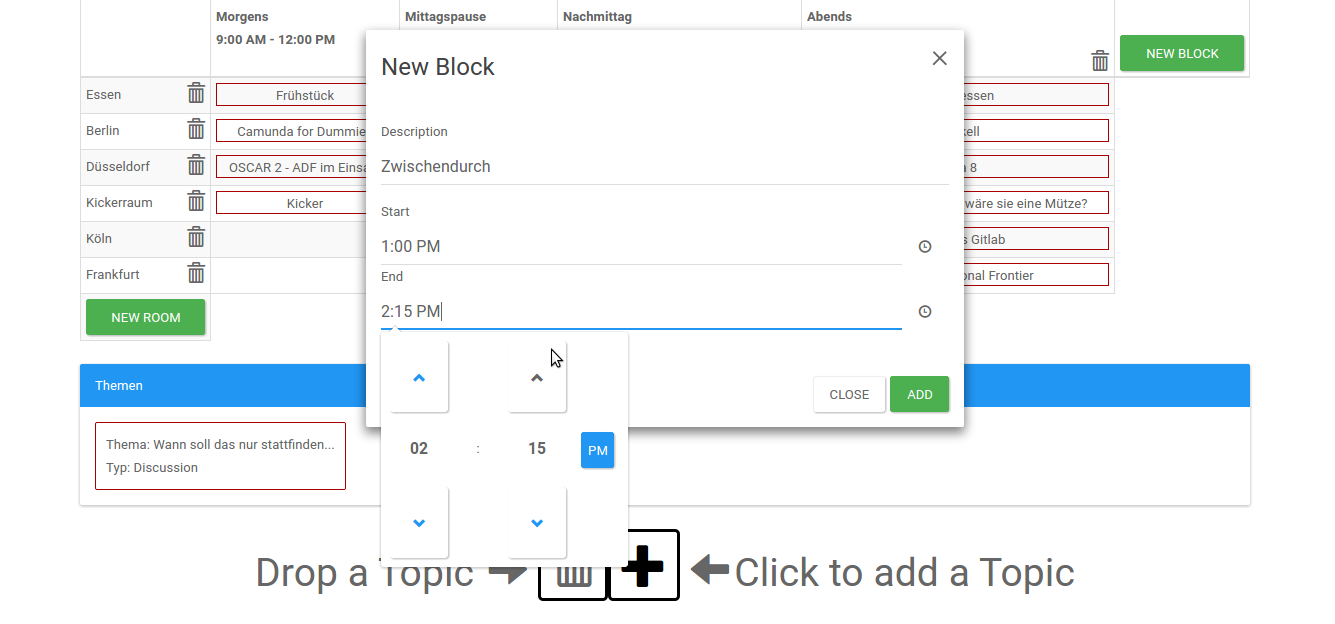 Morgens
Mittagspause
Nachmittag
Abends
9:00 AM - 12:00 PM
NEW BLOCK
New Block
Essen
Frühstück
essen
Berlin
Camunda for Dummie
kell
Description
Düsseldorf
OSCAR 2 - ADF im Einsa
8
Zwischendurch
Kickerraum
Kicker
wäre sie eine Mütze?
Start
Köln
s Gitlab
1:00 PM
Frankfurt
onal Frontier
End
NEW ROOM
2:15 PM
Themen
CLOSE
ADD
Thema: Wann soll das nur stattfinden...
Typ: Discussion
02 : 15 PM
Drop a Topic
Click to add a Topic